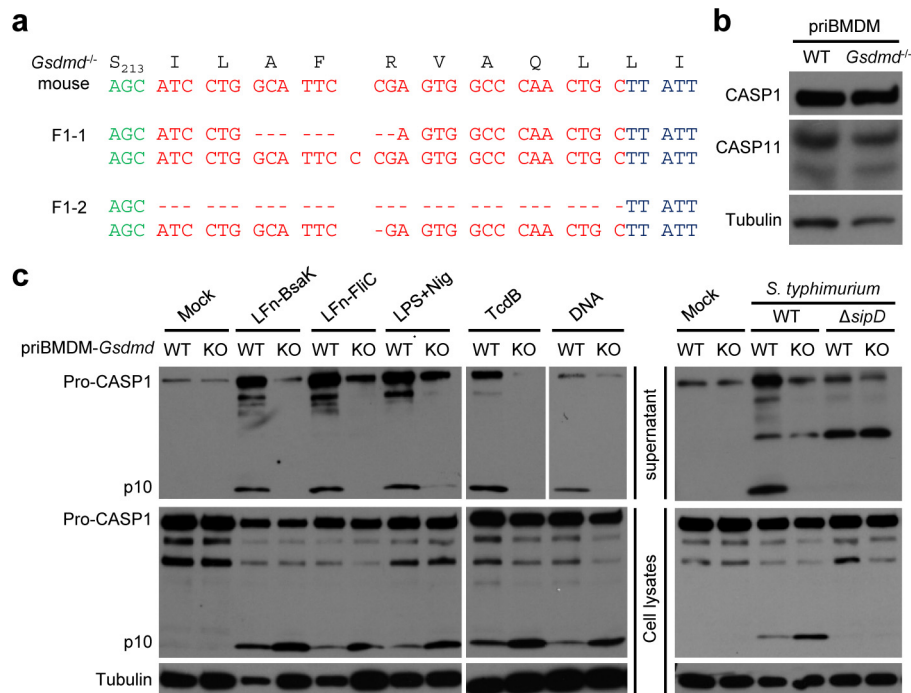 a
Gsdmd-/- S213 I L A F R V A Q L L I
mouse AGC ATC CTG GCA TTC CGA GTG GCC CAA CTG CTT ATT
F1-1 AGC ATC CTG --- --- --A GTG GCC CAA CTG CTT ATT
AGC ATC CTG GCA TTC C CGA GTG GCC CAA CTG CTT ATT
F1-2 AGC --- --- --- --- --- --- --- --- --- -TT ATT
AGC ATC CTG GCA TTC -GA GTG GCC CAA CTG CTT ATT
b
priBMDM
WT Gsdmd-/-
CASP1
CASP11
Tubulin
c
Mock LFn-BsaK LFn-FliC LPS+Nig TcdB DNA Mock S. typhimurium
WT ΔsipD
priBMDM-Gsdmd WT KO WT KO WT KO WT KO WT KO WT KO WT KO WT KO WT KO
Pro-CASP1
supernatant
p10
Pro-CASP1
Cell lysates
p10
Tubulin